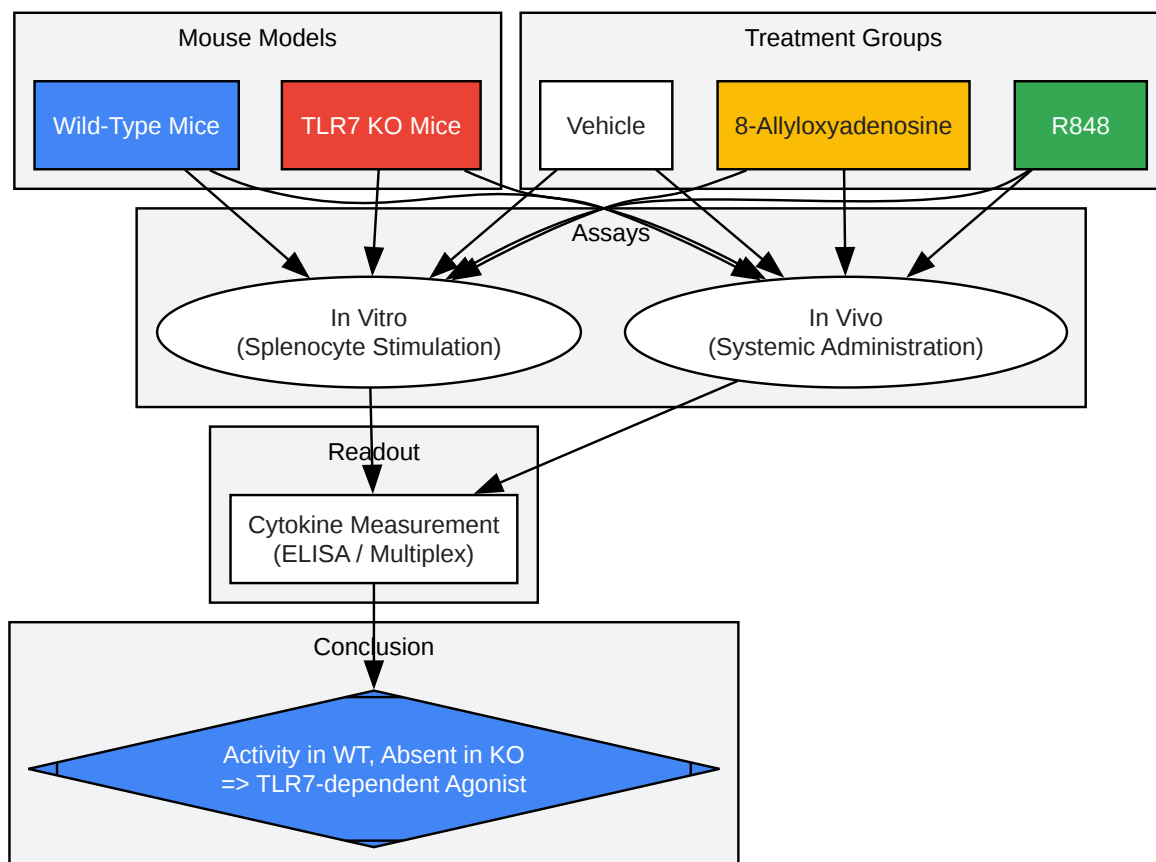 Mouse Models
Treatment Groups
Wild-Type Mice
TLR7 KO Mice
Vehicle
8-Allyloxyadenosine
R848
Assays
In Vitro
(Splenocyte Stimulation)
In Vivo
(Systemic Administration)
Readout
Cytokine Measurement
(ELISA / Multiplex)
Conclusion
Activity in WT, Absent in KO
=> TLR7-dependent Agonist